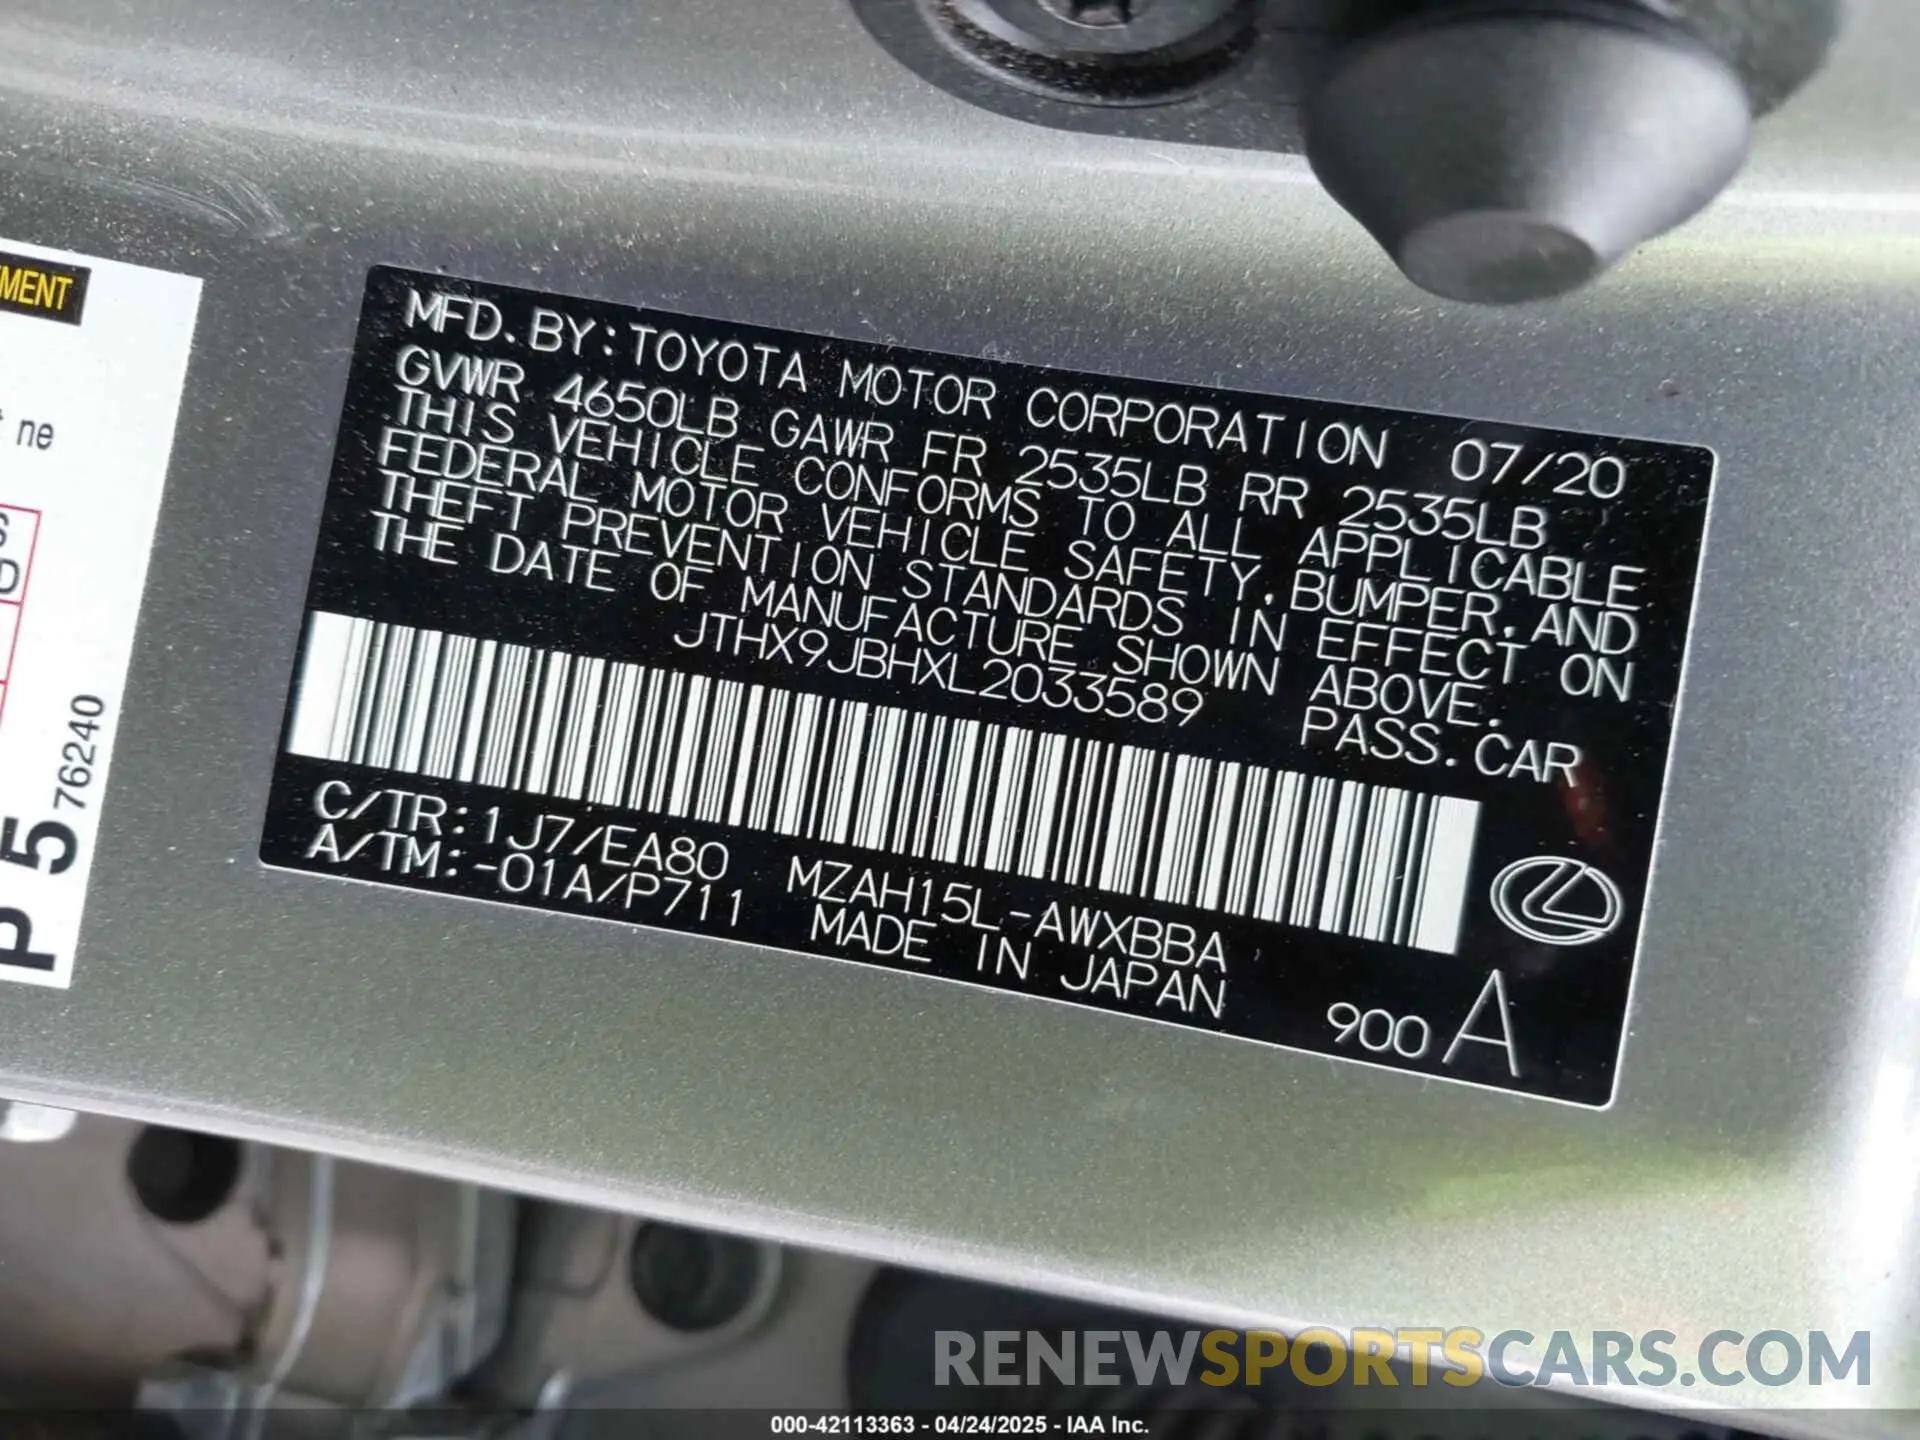 MENT
ne
S
D
P 5 76240
MFD. BY: TOYOTA MOTOR CORPORATION 07/20
GVWR 4650LB GAWR FR 2535LB RR 2535LB
THIS VEHICLE CONFORMS TO ALL APPLICABLE
FEDERAL MOTOR VEHICLE SAFETY, BUMPER, AND
THEFT PREVENTION STANDARDS IN EFFECT ON
THE DATE OF MANUFACTURE SHOWN ABOVE.
JTHX9JBHXL2033589 PASS. CAR
C/TR: 1J7/EA80 MZAH15L-AWXBBA
A/TM: -01A/P711 MADE IN JAPAN
900 A
RENEWSPORTSCARS.COM
000-42113363 - 04/24/2025 - IAA Inc.